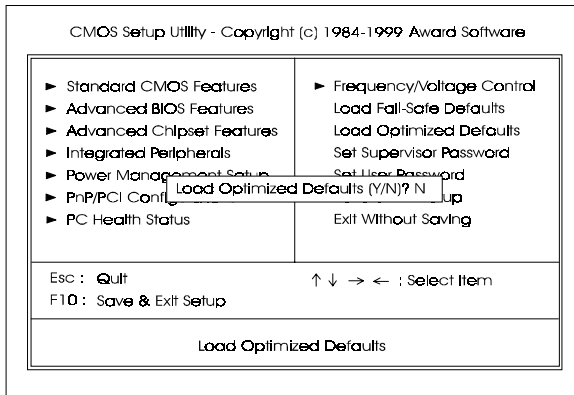 CMOS Setup Utility - Copyright (c) 1984-1999 Award Software
► Standard CMOS Features
► Advanced BIOS Features
► Advanced Chipset Features
► Integrated Peripherals
► Power Management Setup
► PnP/PCI
► PC Health Status
► Frequency/Voltage Control
Load Fail-Safe Defaults
Load Optimized Defaults
Set Supervisor Password
Set User Password
Exit Without Saving
Load Optimized Defaults (Y/N)? N
Esc : Quit
F10 : Save & Exit Setup
↑ ↓ → ← : Select Item
Load Optimized Defaults